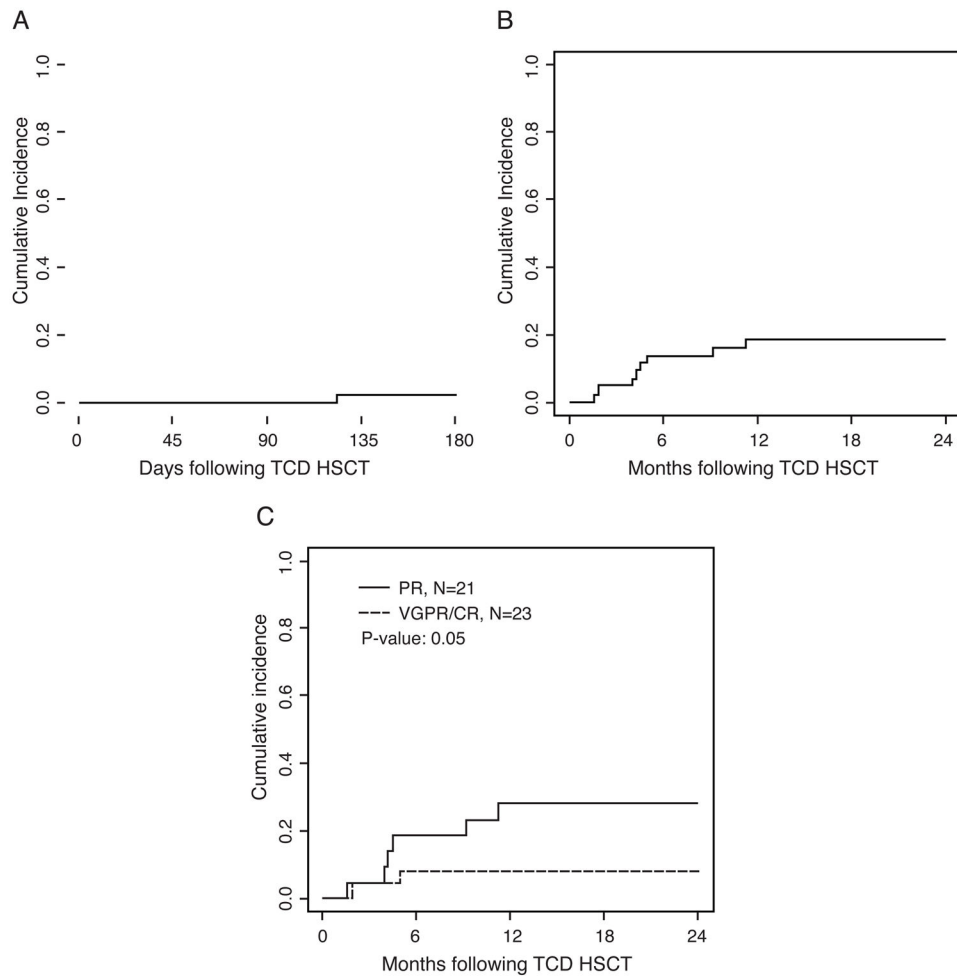 A
Cumulative Incidence
1.0
0.8
0.6
0.4
0.2
0.0
0 45 90 135 180
Days following TCD HSCT
B
Cumulative Incidence
1.0
0.8
0.6
0.4
0.2
0.0
0 6 12 18 24
Months following TCD HSCT
C
Cumulative incidence
1.0
0.8
0.6
0.4
0.2
0.0
PR, N=21
VGPR/CR, N=23
P-value: 0.05
0 6 12 24
Months following TCD HSCT